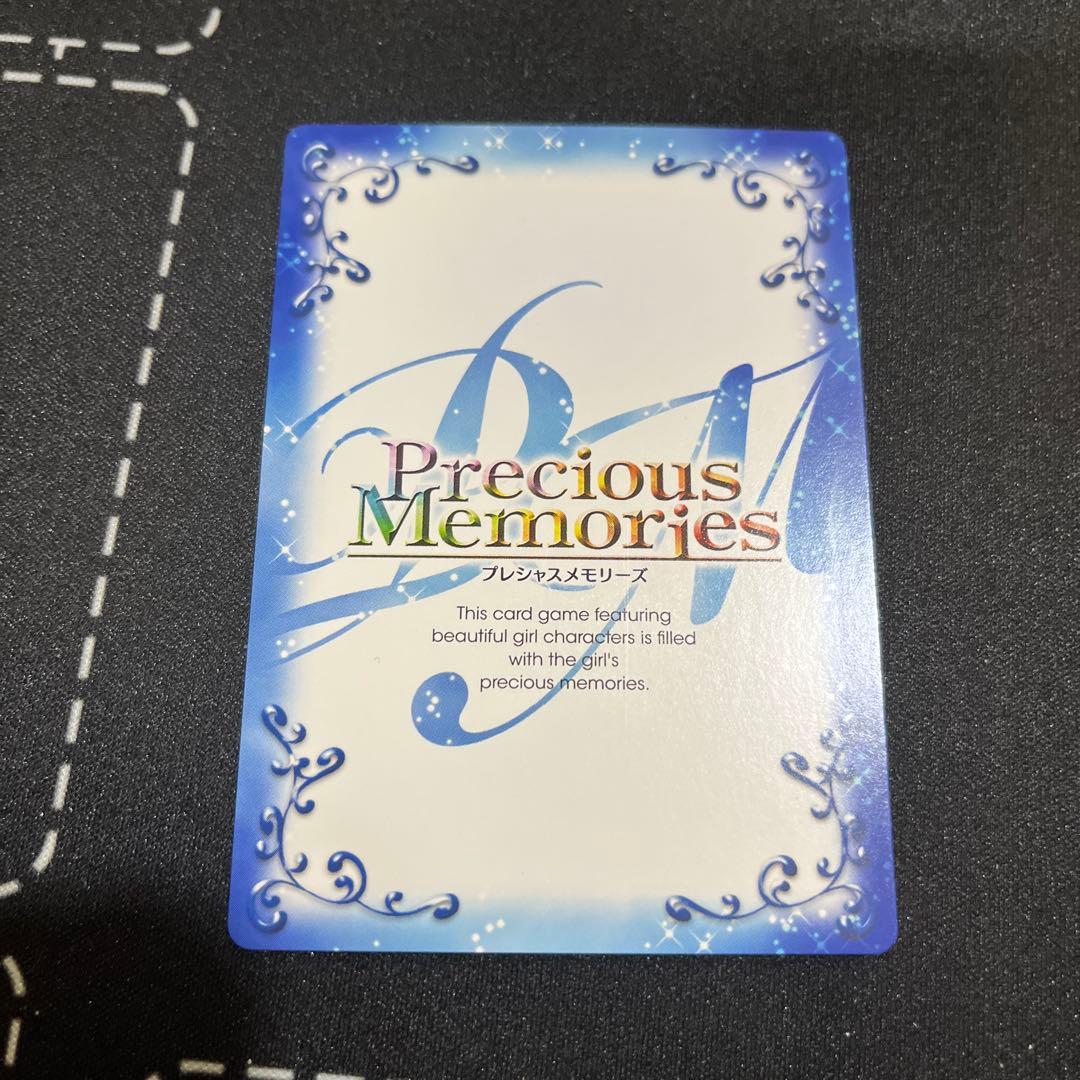 PM
Precious
Memories
プレシャスメモリーズ
This card game featuring
beautiful girl characters is filled
with the girl's
precious memories.